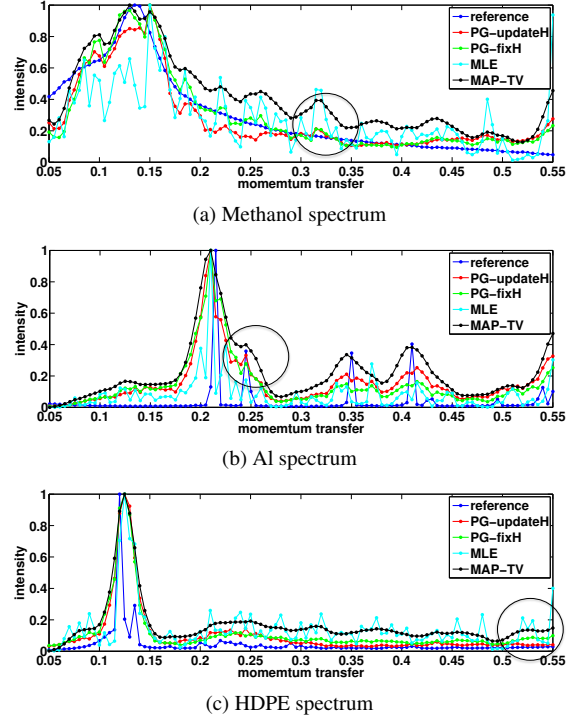 1
0.8
0.6
0.4
0.2
0
intensity
0.05 0.1 0.15 0.2 0.25 0.3 0.35 0.4 0.45 0.5 0.55
momemtum transfer
reference
PG-updateH
PG-fixH
MLE
MAP-TV
(a) Methanol spectrum
1
0.8
0.6
0.4
0.2
0
intensity
0.05 0.1 0.15 0.2 0.25 0.3 0.35 0.4 0.45 0.5 0.55
momemtum transfer
reference
PG-updateH
PG-fixH
MLE
MAP-TV
(b) Al spectrum
1
0.8
0.6
0.4
0.2
0
intensity
0.05 0.1 0.15 0.2 0.25 0.3 0.35 0.4 0.45 0.5 0.55
momemtum transfer
reference
PG-updateH
PG-fixH
MLE
MAP-TV
(c) HDPE spectrum